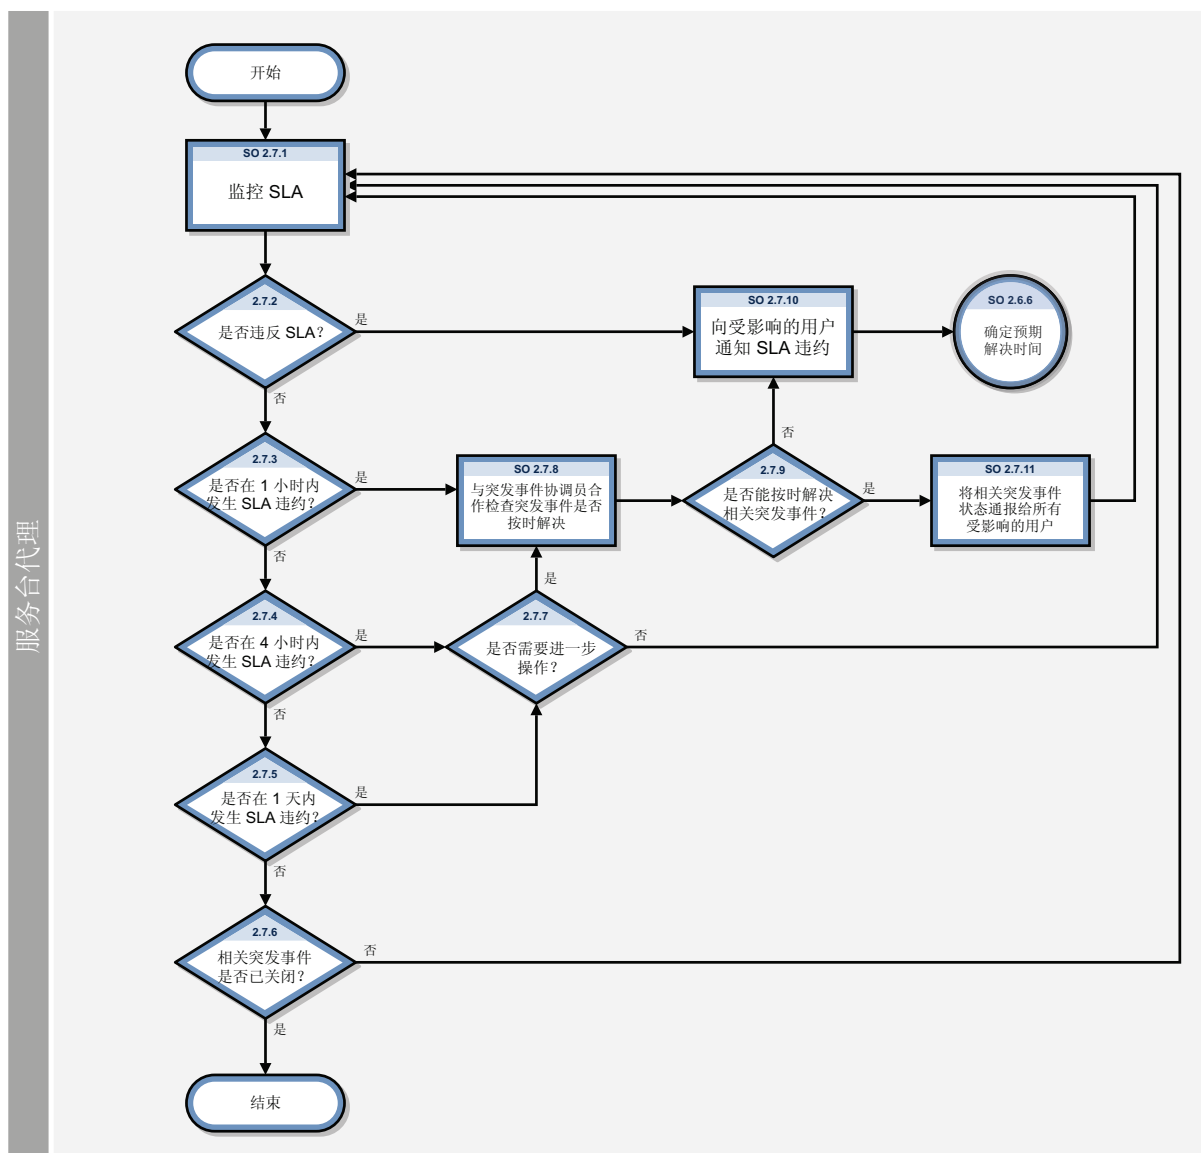 服务台代理
开始
SO 2.7.1
监控 SLA
2.7.2
是否违反 SLA？
是
否
SO 2.7.10
向受影响的用户
通知 SLA 违约
SO 2.6.6
确定预期
解决时间
2.7.3
是否在 1 小时内
发生 SLA 违约？
是
否
SO 2.7.8
与突发事件协调员合
作检查突发事件是否
按时解决
2.7.9
是否能按时解决
相关突发事件？
否
是
SO 2.7.11
将相关突发事件
状态通报给所有
受影响的用户
2.7.4
是否在 4 小时内
发生 SLA 违约？
是
否
2.7.7
是否需要进一步
操作？
是
否
2.7.5
是否在 1 天内
发生 SLA 违约？
是
否
2.7.6
相关突发事件
是否已关闭？
否
是
结束